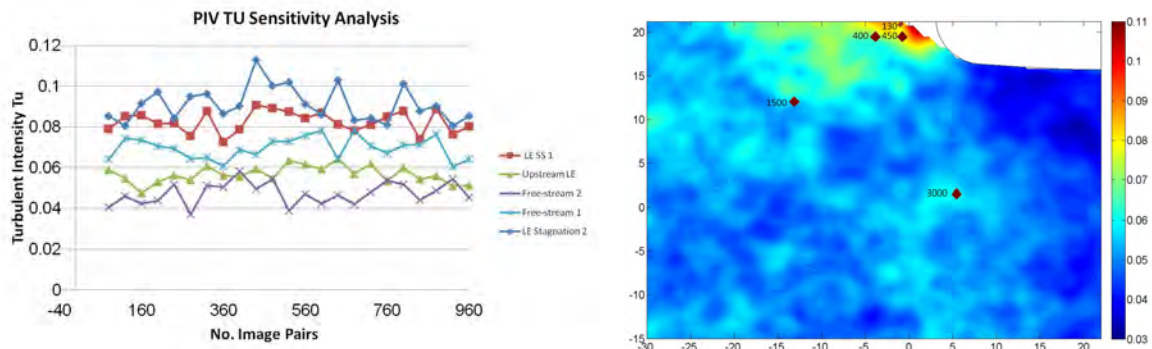 PIV TU Sensitivity Analysis
Turbulent Intensity Tu
0.12
0.1
0.08
0.06
0.04
0.02
0
-40 160 360 560 760 960
No. Image Pairs
LE SS 1
Upstream LE
Free-stream 2
Free-stream 1
LE Stagnation 2
20
15
10
5
0
-5
-10
-15
-30 -25 -20 -15 -10 -5 0 5 10 15 20
130
400 450
1500
3000
0.11
0.10
0.09
0.08
0.07
0.06
0.05
0.04
0.03